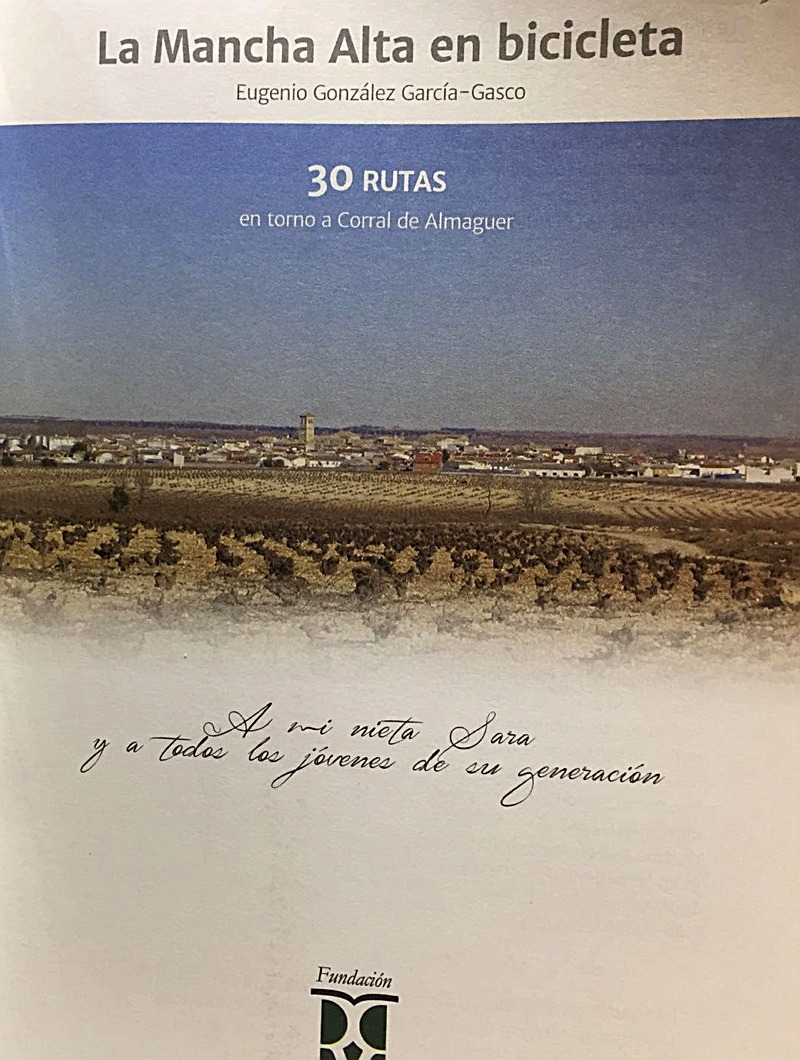 La Mancha Alta en bicicleta
Eugenio González García-Gasco
30 RUTAS
en torno a Corral de Almaguer
A mi nieta Sara
y a todos los jóvenes de su generación
Fundación